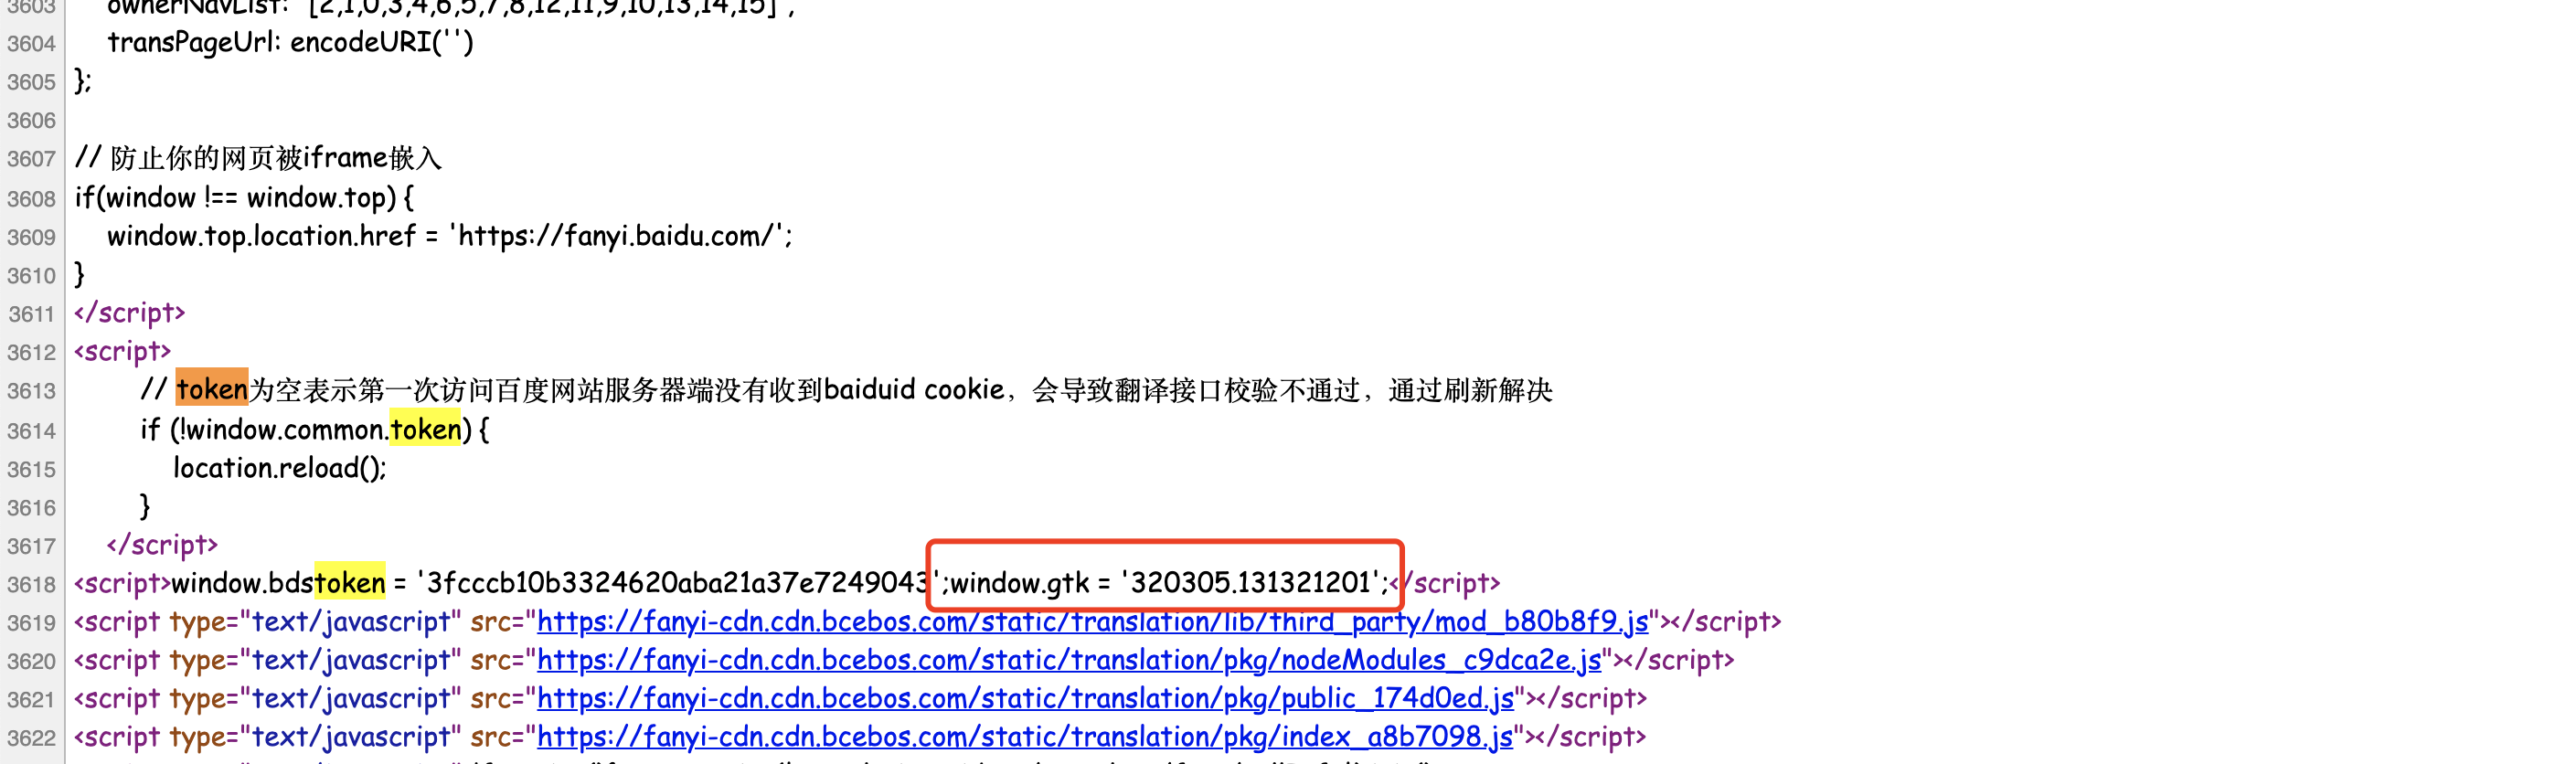 3603 ownerNavList: '[2,1,0,3,4,6,5,7,8,12,11,9,10,13,14,15]',
3604 transPageUrl: encodeURI('')
3605 };
3606
3607 // 防止你的网页被iframe嵌入
3608 if(window !== window.top) {
3609 window.top.location.href = 'https://fanyi.baidu.com/';
3610 }
3611 </script>
3612 <script>
3613 // token为空表示第一次访问百度网站服务器端没有收到baiduid cookie，会导致翻译接口校验不通过，通过刷新解决
3614 if (!window.common.token) {
3615 location.reload();
3616 }
3617 </script>
3618 <script>window.bdstoken = '3fcccb10b3324620aba21a37e7249043';window.gtk = '320305.131321201';</script>
3619 <script type="text/javascript" src="https://fanyi-cdn.cdn.bcebos.com/static/translation/lib/third_party/mod_b80b8f9.js"></script>
3620 <script type="text/javascript" src="https://fanyi-cdn.cdn.bcebos.com/static/translation/pkg/nodeModules_c9dca2e.js"></script>
3621 <script type="text/javascript" src="https://fanyi-cdn.cdn.bcebos.com/static/translation/pkg/public_174d0ed.js"></script>
3622 <script type="text/javascript" src="https://fanyi-cdn.cdn.bcebos.com/static/translation/pkg/index_a8b7098.js"></script>